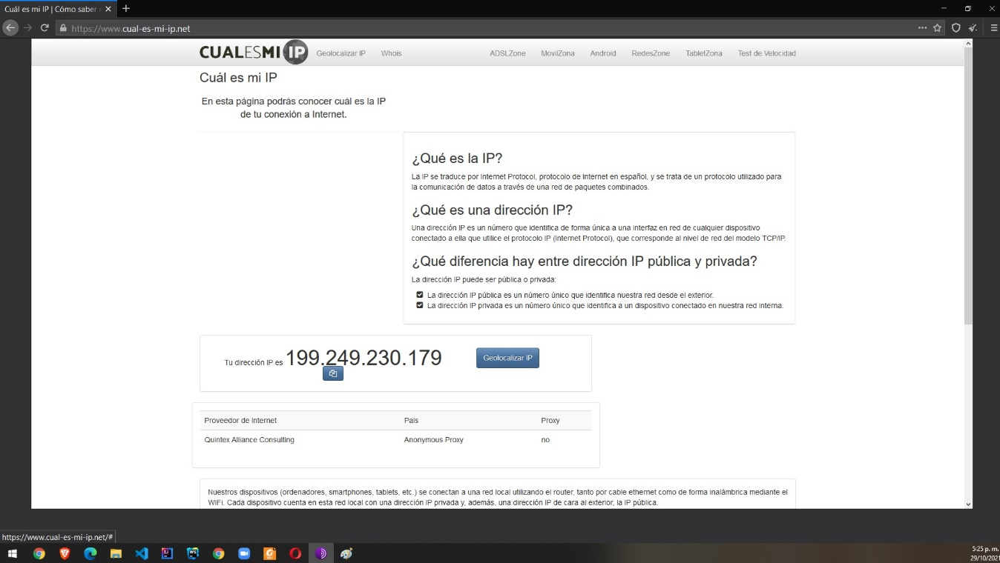 Cuál es mi IP | Cómo saber
https://www.cual-es-mi-ip.net
CUALESMI IP Geolocalizar IP Whois ADSLZone MovilZona Android RedesZone TabletZona Test de Velocidad
Cuál es mi IP
En esta página podrás conocer cuál es la IP
de tu conexión a Internet.
¿Qué es la IP?
La IP se traduce por Internet Protocol, protocolo de Internet en español, y se trata de un protocolo utilizado para
la comunicación de datos a través de una red de paquetes combinados.
¿Qué es una dirección IP?
Una dirección IP es un número que identifica de forma única a una interfaz en red de cualquier dispositivo
conectado a ella que utilice el protocolo IP (Internet Protocol), que corresponde al nivel de red del modelo TCP/IP.
¿Qué diferencia hay entre dirección IP pública y privada?
La dirección IP puede ser pública o privada:
La dirección IP pública es un número único que identifica nuestra red desde el exterior.
La dirección IP privada es un número único que identifica a un dispositivo conectado en nuestra red interna.
Tu dirección IP es 199.249.230.179 Geolocalizar IP
Proveedor de Internet País Proxy
Quintex Alliance Consulting Anonymous Proxy no
Nuestros dispositivos (ordenadores, smartphones, tablets, etc.) se conectan a una red local utilizando el router, tanto por cable ethernet como de forma inalámbrica mediante el
WiFi. Cada dispositivo cuenta en esta red local con una dirección IP privada y, además, una dirección IP de cara al exterior, la IP pública.
https://www.cual-es-mi-ip.net/#
5:25 p. m.
29/10/2021